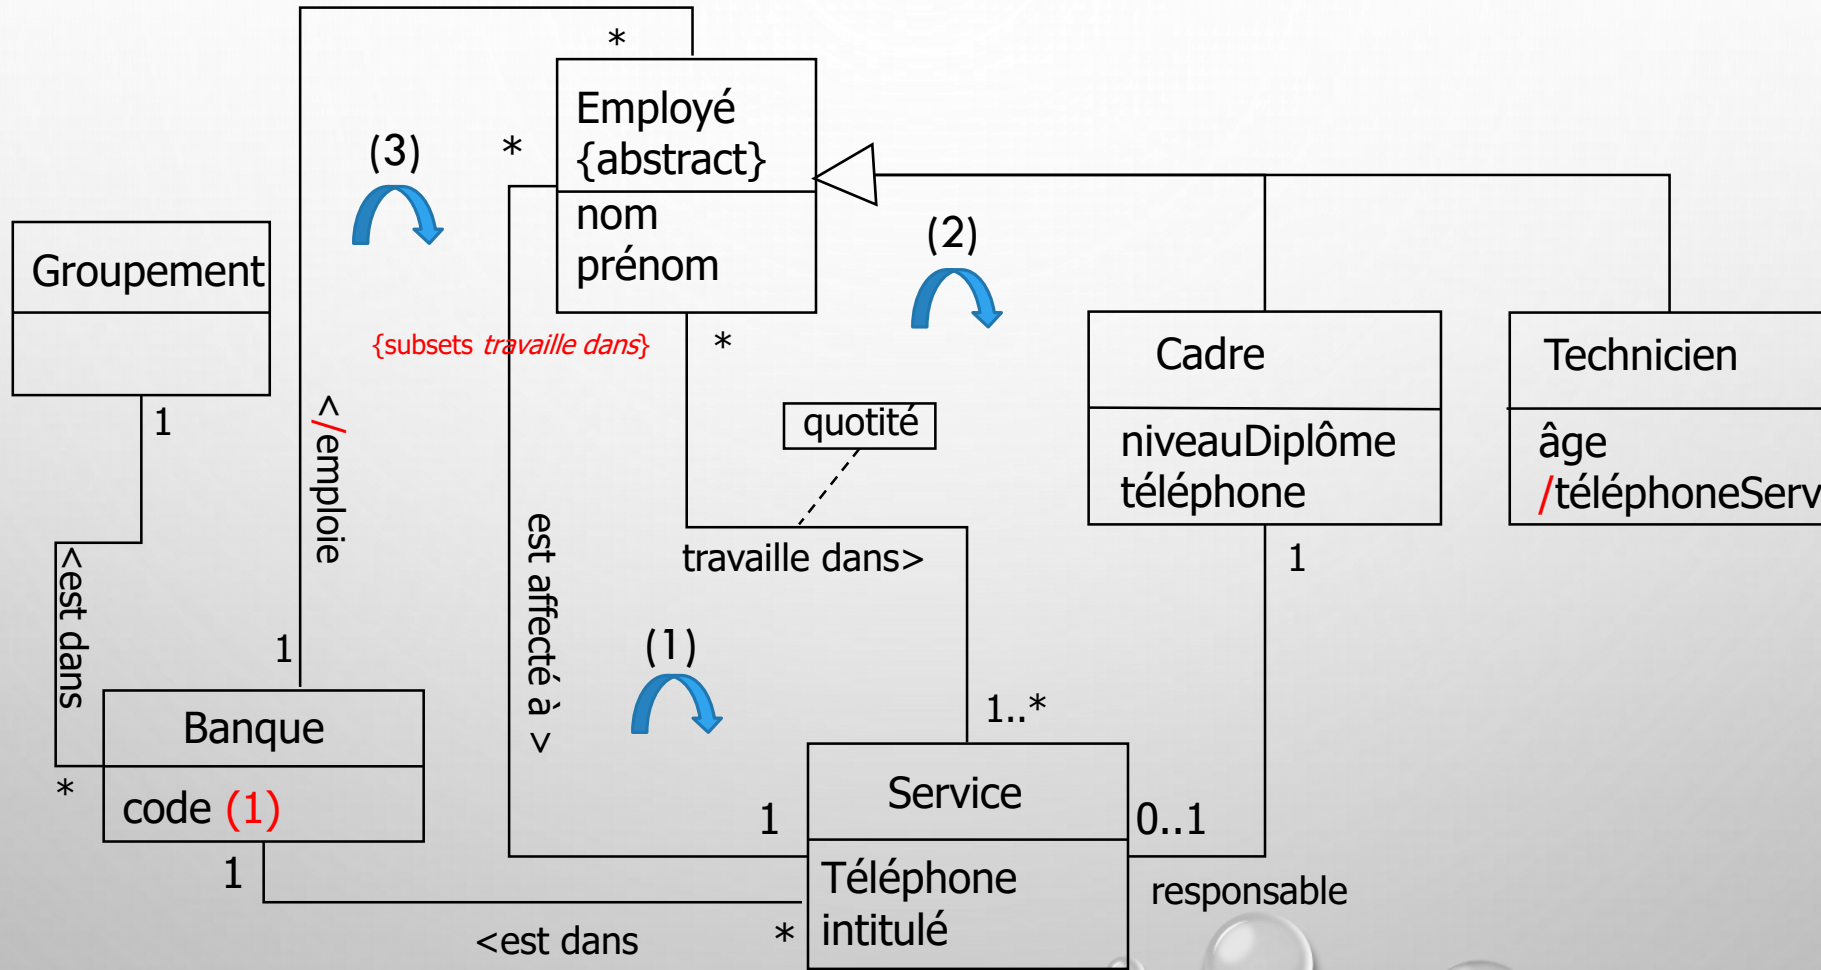 *
Employé
{abstract}
nom
prénom
(3)
*
(2)
Groupement
{subsets travaille dans}
*
Cadre
niveauDiplôme
téléphone
Technicien
âge
/téléphoneServ
1
</emploie
quotité
<est dans
est affecté à >
travaille dans>
1
1
(1)
1..*
Banque
code (1)
*
Service
Téléphone
intitulé
1
0..1
1
responsable
<est dans
*